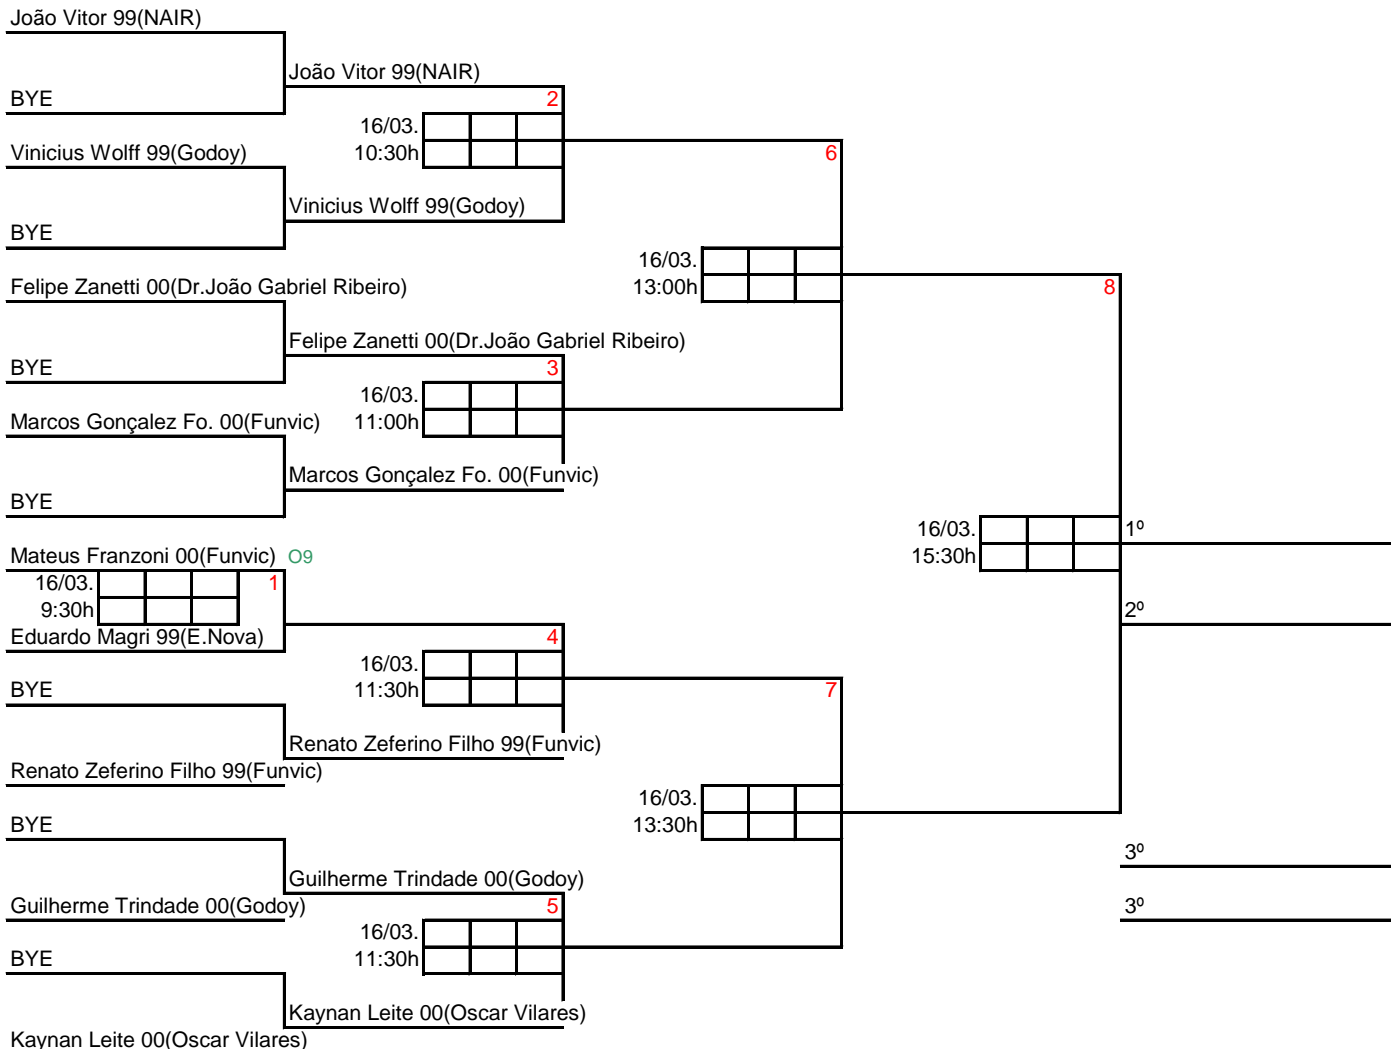 João Vitor 99(NAIR)
João Vitor 99(NAIR)
BYE
2
16/03.
10:30h
Vinicius Wolff 99(Godoy)
6
Vinicius Wolff 99(Godoy)
BYE
16/03.
13:00h
Felipe Zanetti 00(Dr.João Gabriel Ribeiro)
8
Felipe Zanetti 00(Dr.João Gabriel Ribeiro)
BYE
3
16/03.
11:00h
Marcos Gonçalez Fo. 00(Funvic)
Marcos Gonçalez Fo. 00(Funvic)
BYE
16/03.
15:30h
1º
Mateus Franzoni 00(Funvic) O9
16/03.
9:30h
1
2º
Eduardo Magri 99(E.Nova)
4
16/03.
11:30h
BYE
7
Renato Zeferino Filho 99(Funvic)
Renato Zeferino Filho 99(Funvic)
16/03.
13:30h
BYE
3º
Guilherme Trindade 00(Godoy)
Guilherme Trindade 00(Godoy)
5
3º
16/03.
11:30h
BYE
Kaynan Leite 00(Oscar Vilares)
Kaynan Leite 00(Oscar Vilares)